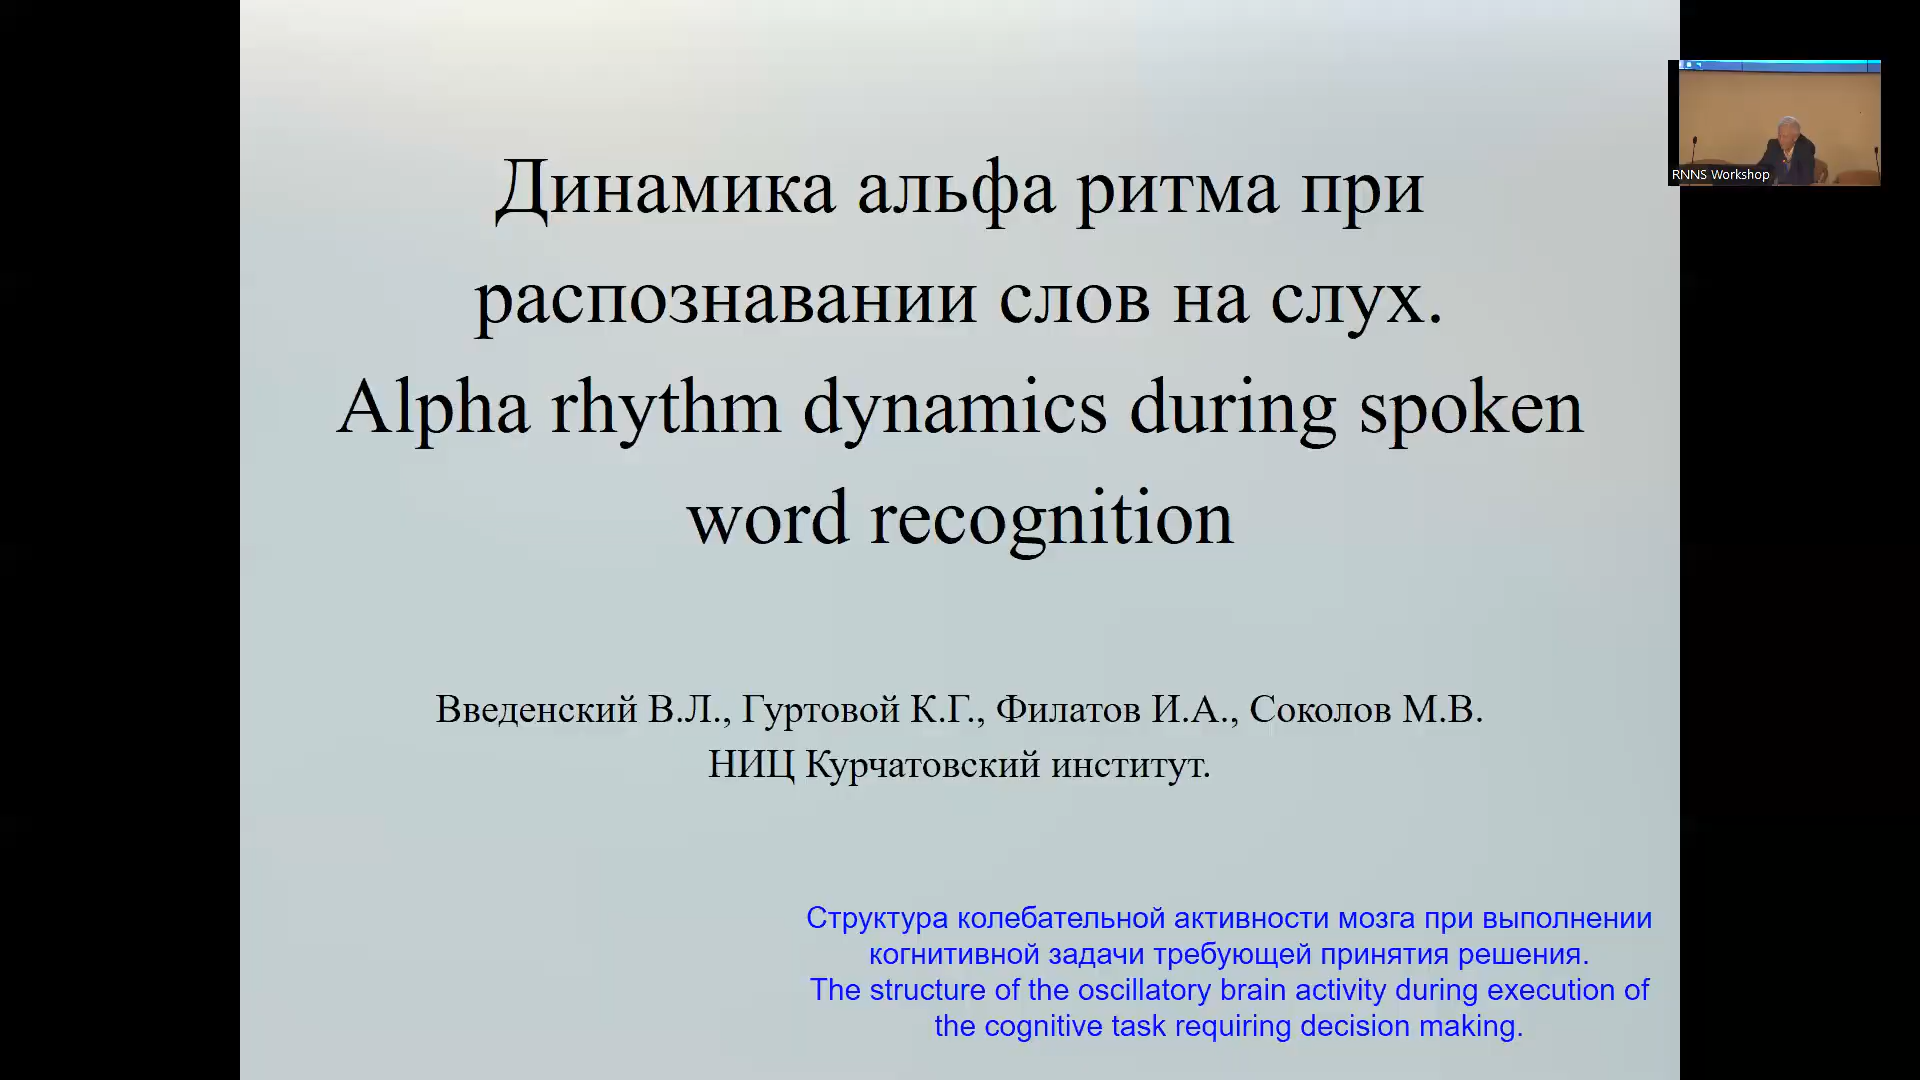 Динамика альфа ритма при
распознавании слов на слух.
Alpha rhythm dynamics during spoken
word recognition
Введенский В.Л., Гуртовой К.Г., Филатов И.А., Соколов М.В.
НИЦ Курчатовский институт.
Структура колебательной активности мозга при выполнении
когнитивной задачи требующей принятия решения.
The structure of the oscillatory brain activity during execution of
the cognitive task requiring decision making.
RNNS Workshop